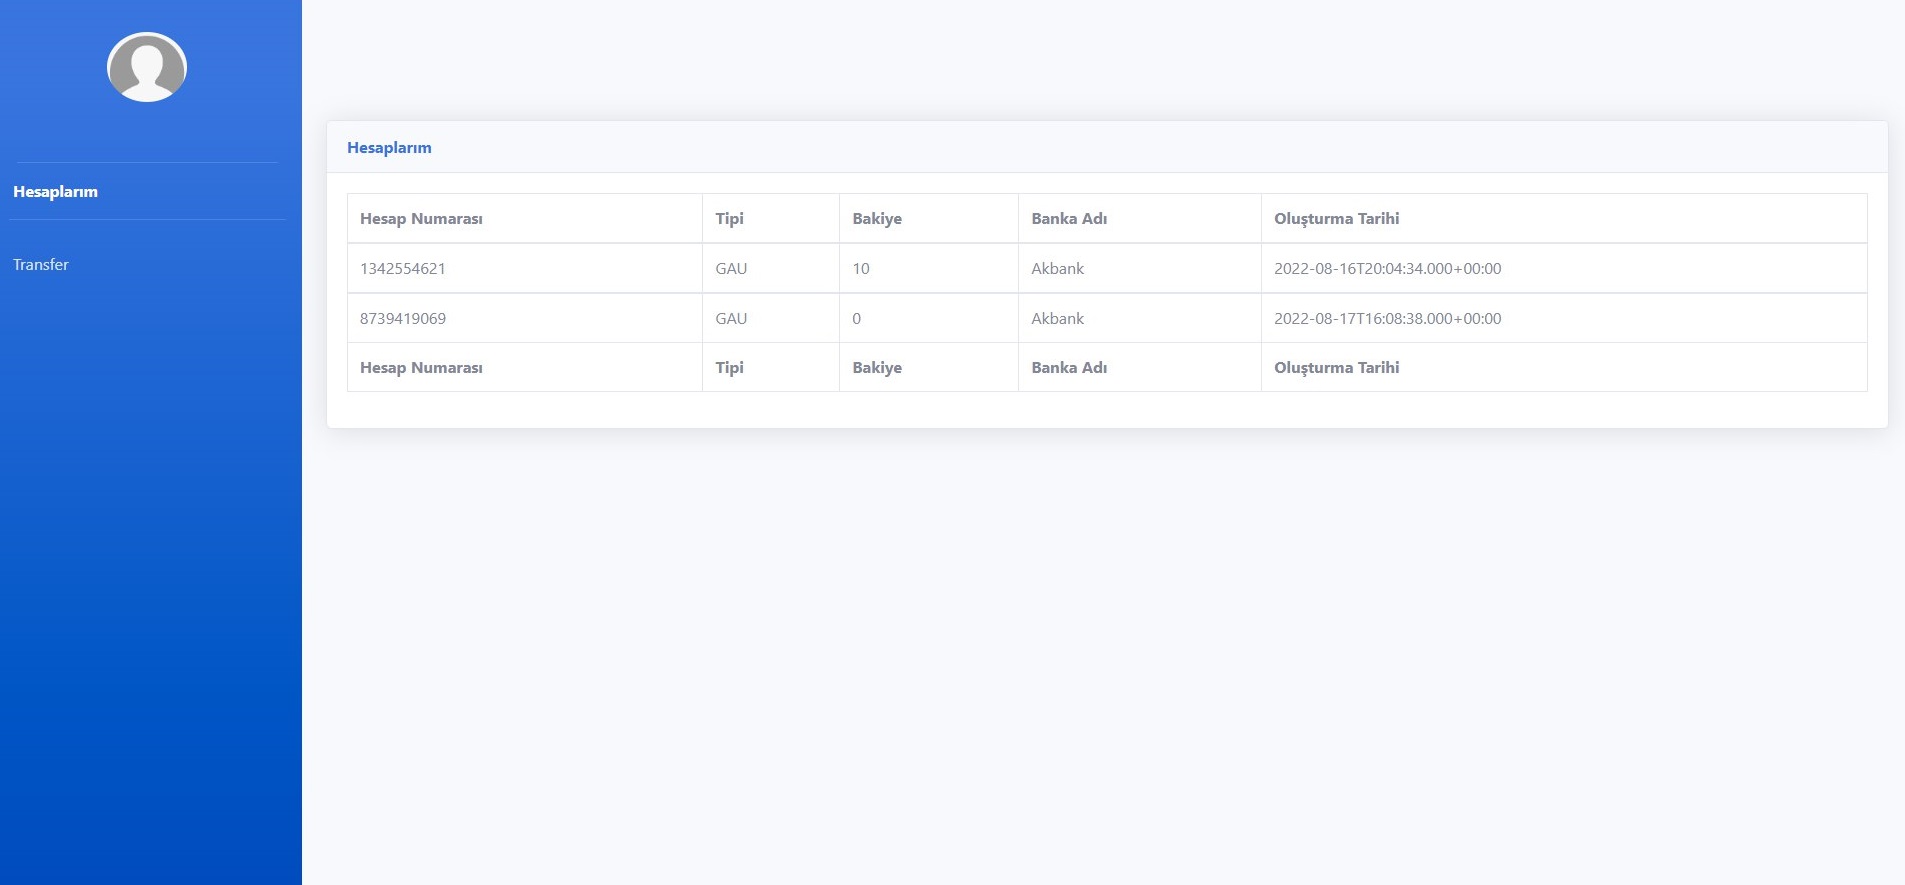 Hesaplarım
Transfer
Hesaplarım
Hesap Numarası Tipi Bakiye Banka Adı Oluşturma Tarihi
1342554621 GAU 10 Akbank 2022-08-16T20:04:34.000+00:00
8739419069 GAU 0 Akbank 2022-08-17T16:08:38.000+00:00
Hesap Numarası Tipi Bakiye Banka Adı Oluşturma Tarihi